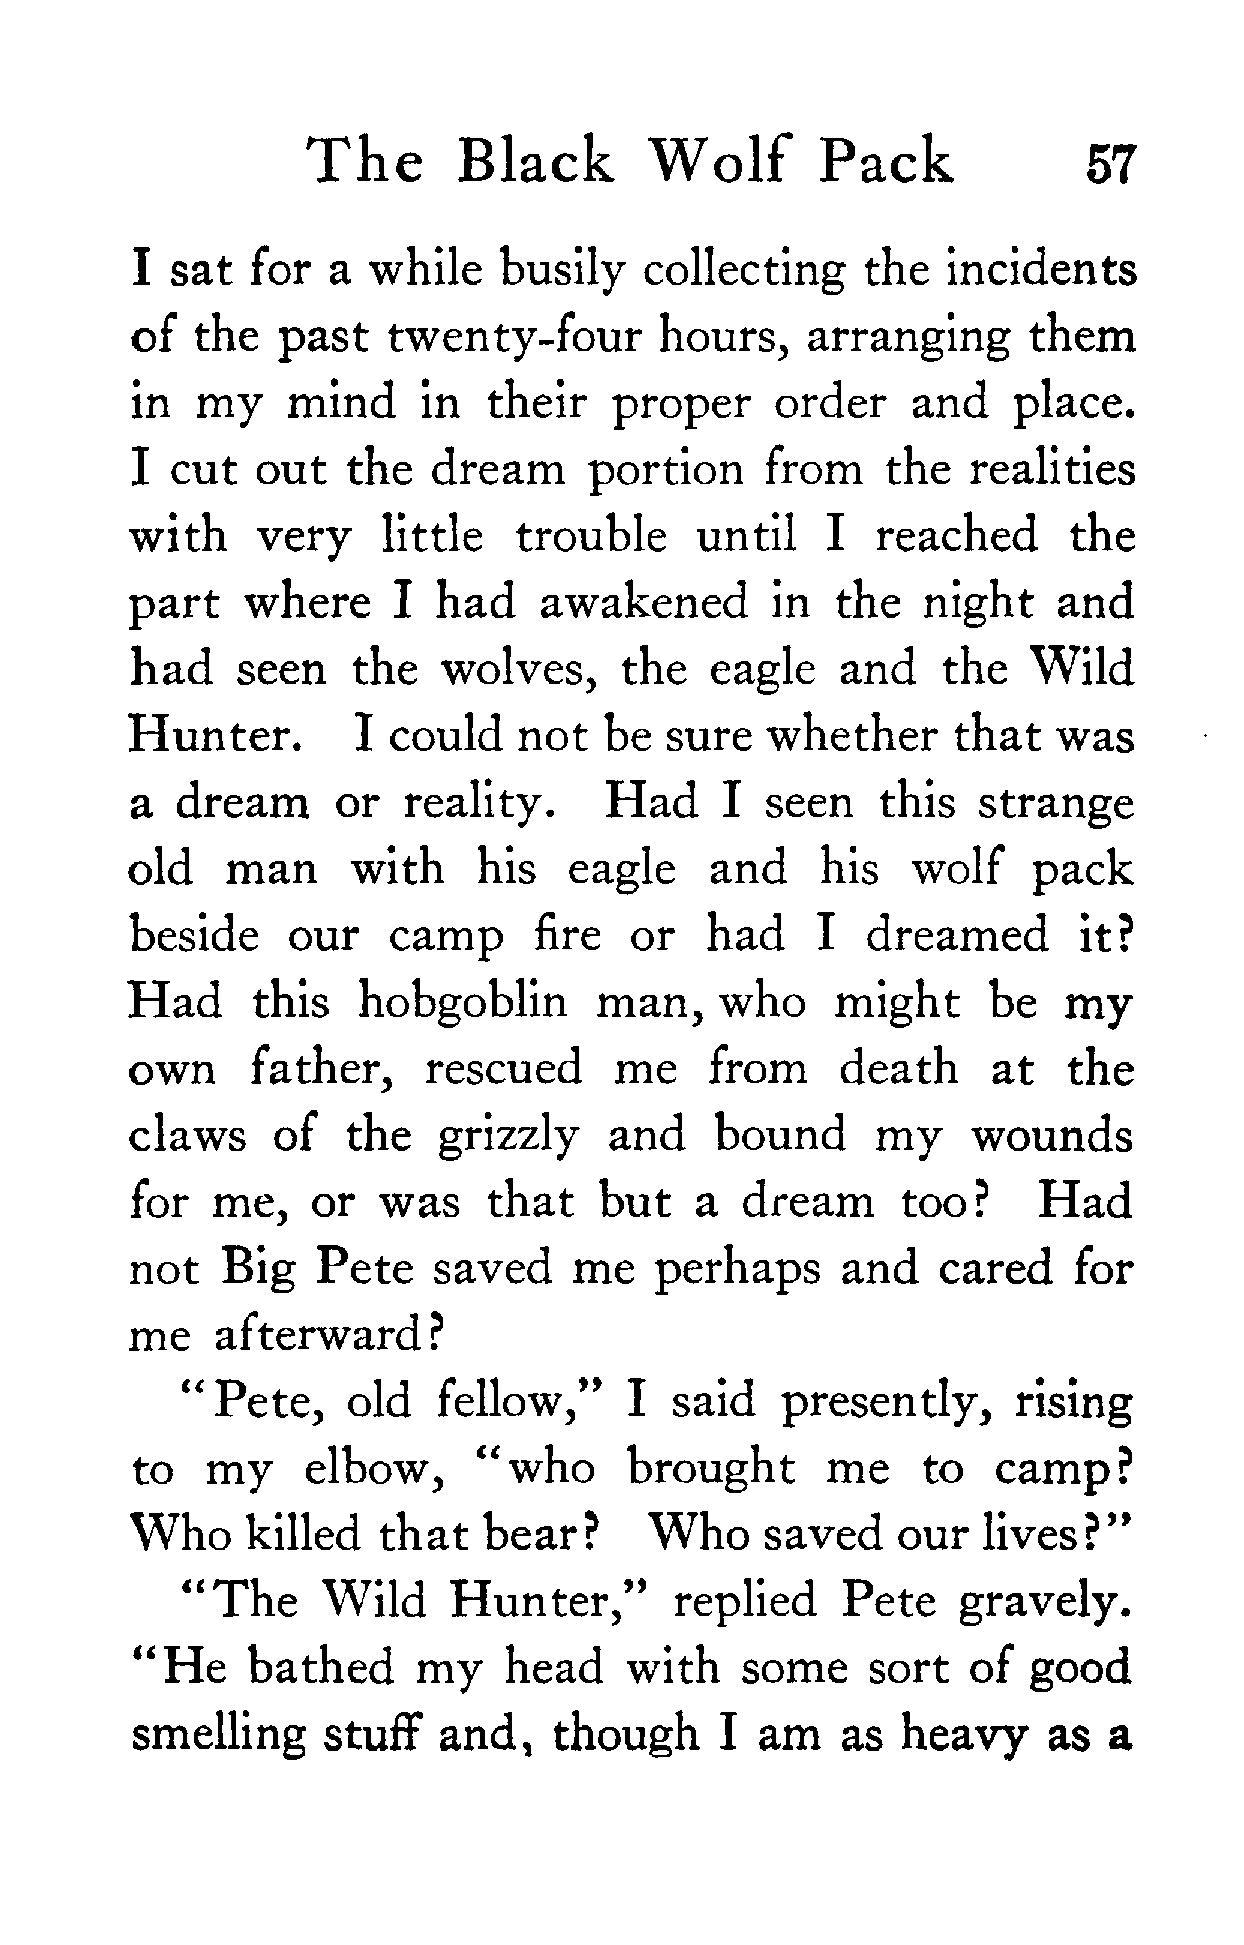 The Black Wolf Pack 57
I sat for a while busily collecting the incidents
of the past twenty-four hours, arranging them
in my mind in their proper order and place.
I cut out the dream portion from the realities
with very little trouble until I reached the
part where I had awakened in the night and
had seen the wolves, the eagle and the Wild
Hunter. I could not be sure whether that was
a dream or reality. Had I seen this strange
old man with his eagle and his wolf pack
beside our camp fire or had I dreamed it?
Had this hobgoblin man, who might be my
own father, rescued me from death at the
claws of the grizzly and bound my wounds
for me, or was that but a dream too? Had
not Big Pete saved me perhaps and cared for
me afterward?
“Pete, old fellow,” I said presently, rising
to my elbow, “who brought me to camp?
Who killed that bear? Who saved our lives?”
“The Wild Hunter,” replied Pete gravely.
“He bathed my head with some sort of good
smelling stuff and, though I am as heavy as a